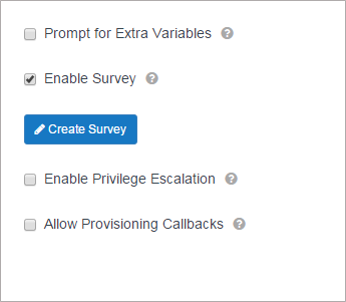 Prompt for Extra Variables ?
Enable Survey ?
Create Survey
Enable Privilege Escalation ?
Allow Provisioning Callbacks ?